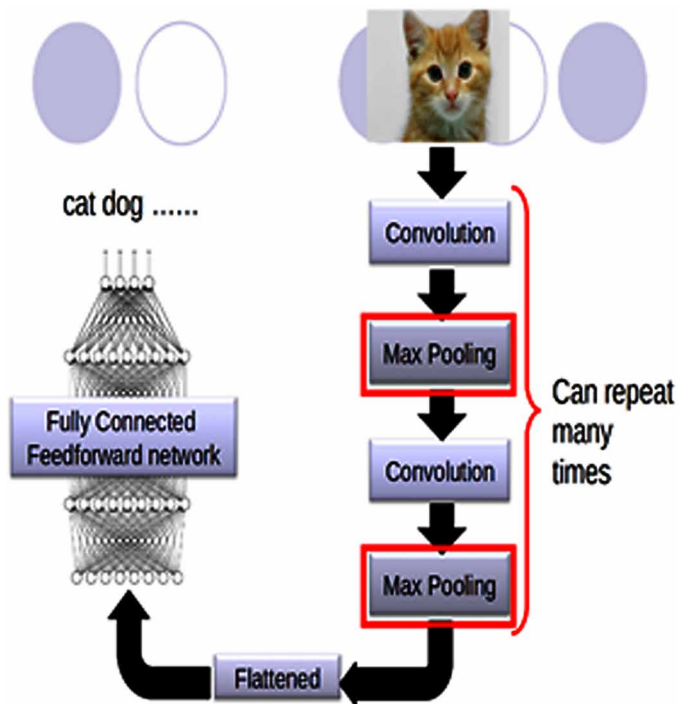 cat dog ......
Convolution
Max Pooling
Convolution
Max Pooling
Can repeat
many
times
Flattened
Fully Connected
Feedforward network